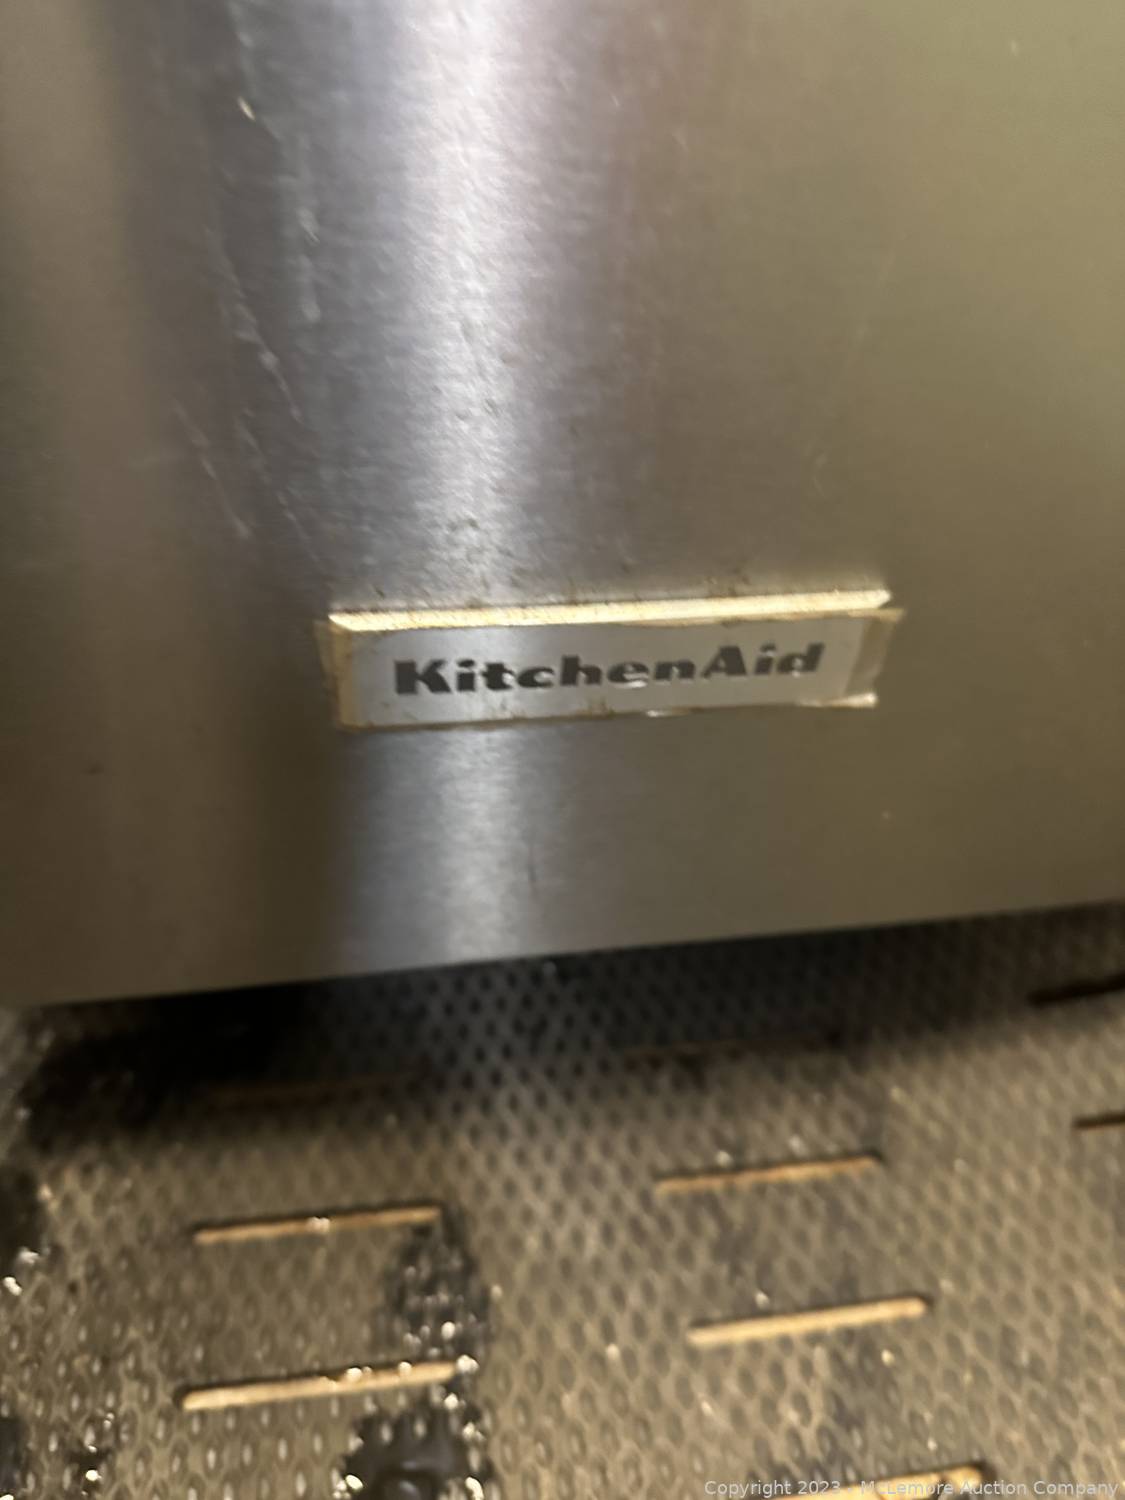 KitchenAid
Copyright 2023 - McLemore Auction Company